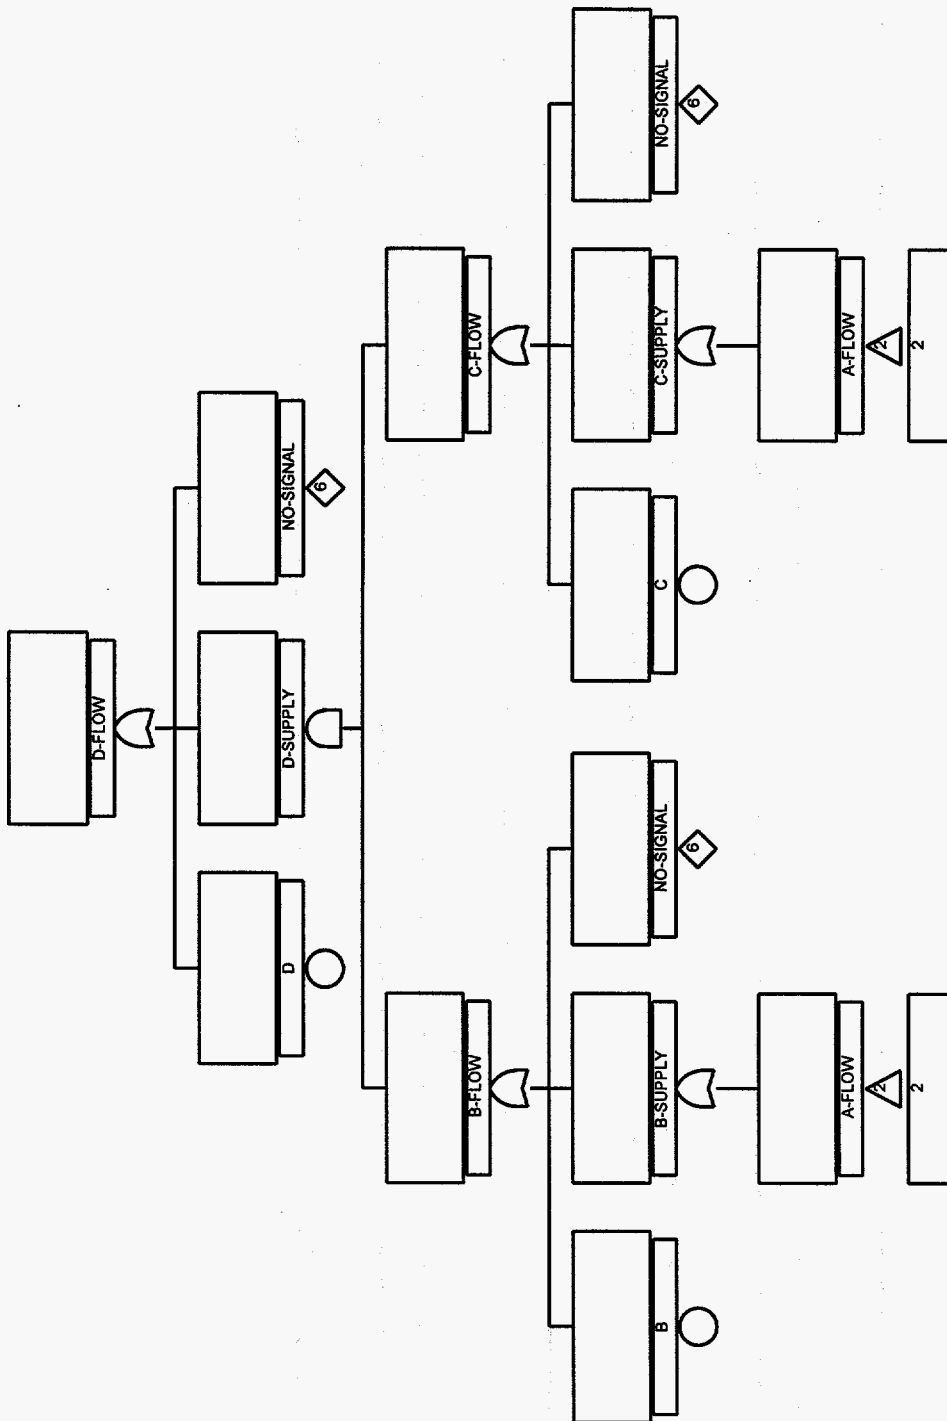 D-FLOW
D
D-SUPPLY
NO-SIGNAL
6
B-FLOW
C-FLOW
B
B-SUPPLY
NO-SIGNAL
6
C
C-SUPPLY
NO-SIGNAL
6
A-FLOW
2
2
A-FLOW
2
2